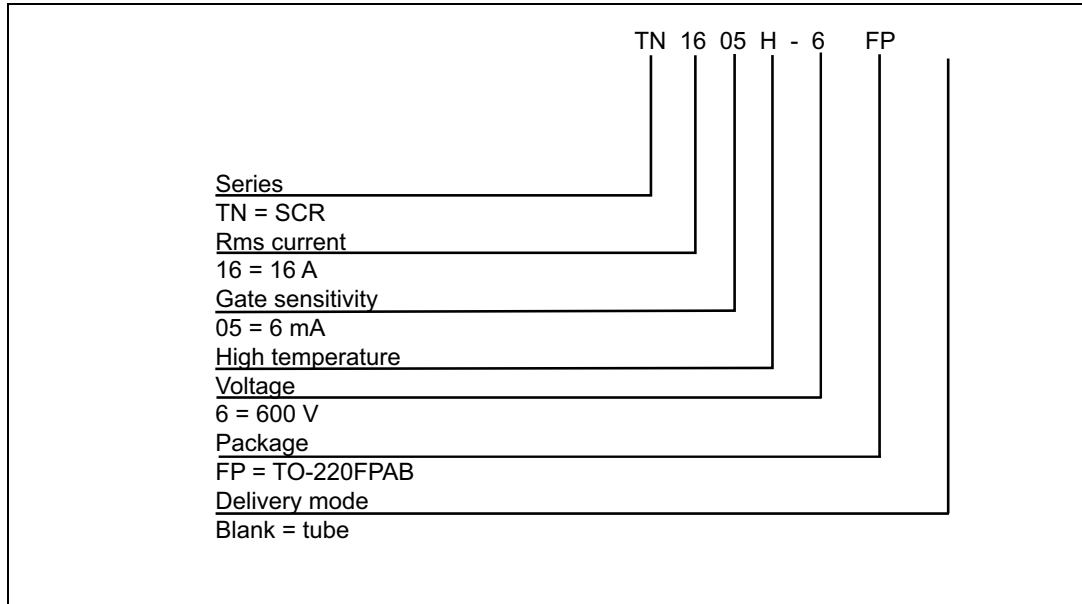 TN 16 05 H - 6 FP
Series
TN = SCR
Rms current
16 = 16 A
Gate sensitivity
05 = 6 mA
High temperature
Voltage
6 = 600 V
Package
FP = TO-220FPAB
Delivery mode
Blank = tube